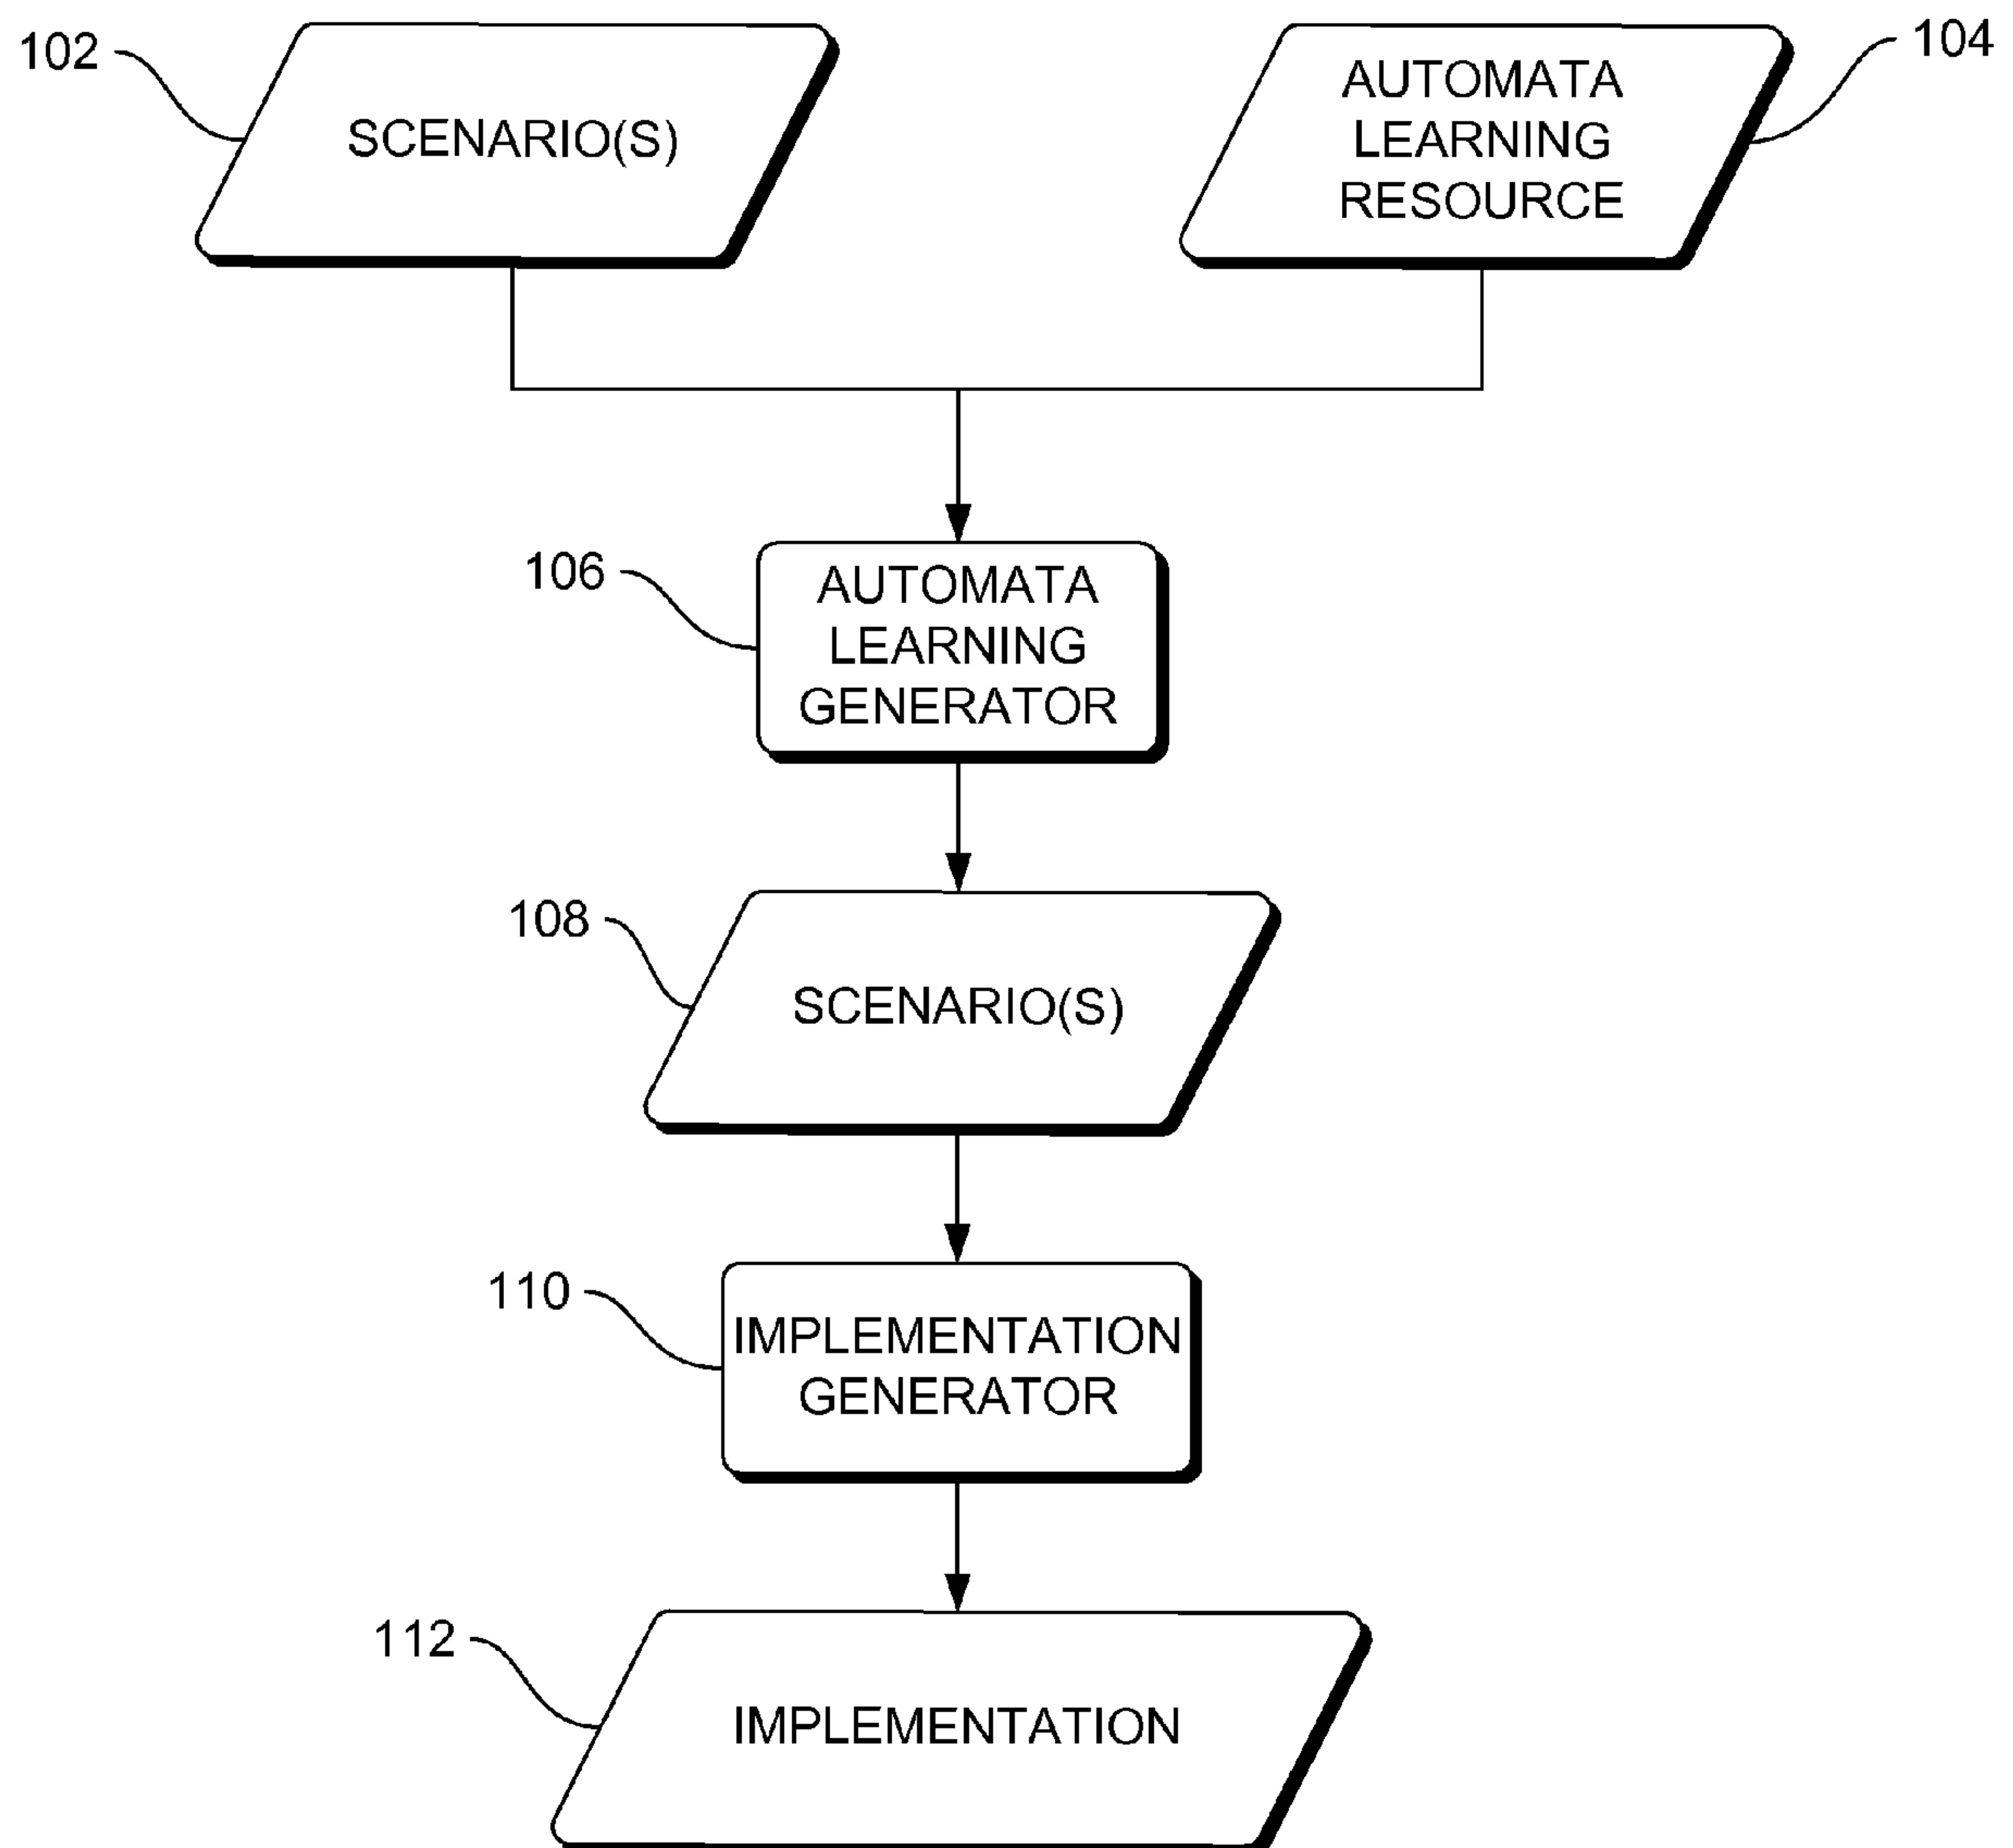 102
SCENARIO(S)
AUTOMATA
LEARNING
RESOURCE
104
106
AUTOMATA
LEARNING
GENERATOR
108
SCENARIO(S)
110
IMPLEMENTATION
GENERATOR
112
IMPLEMENTATION